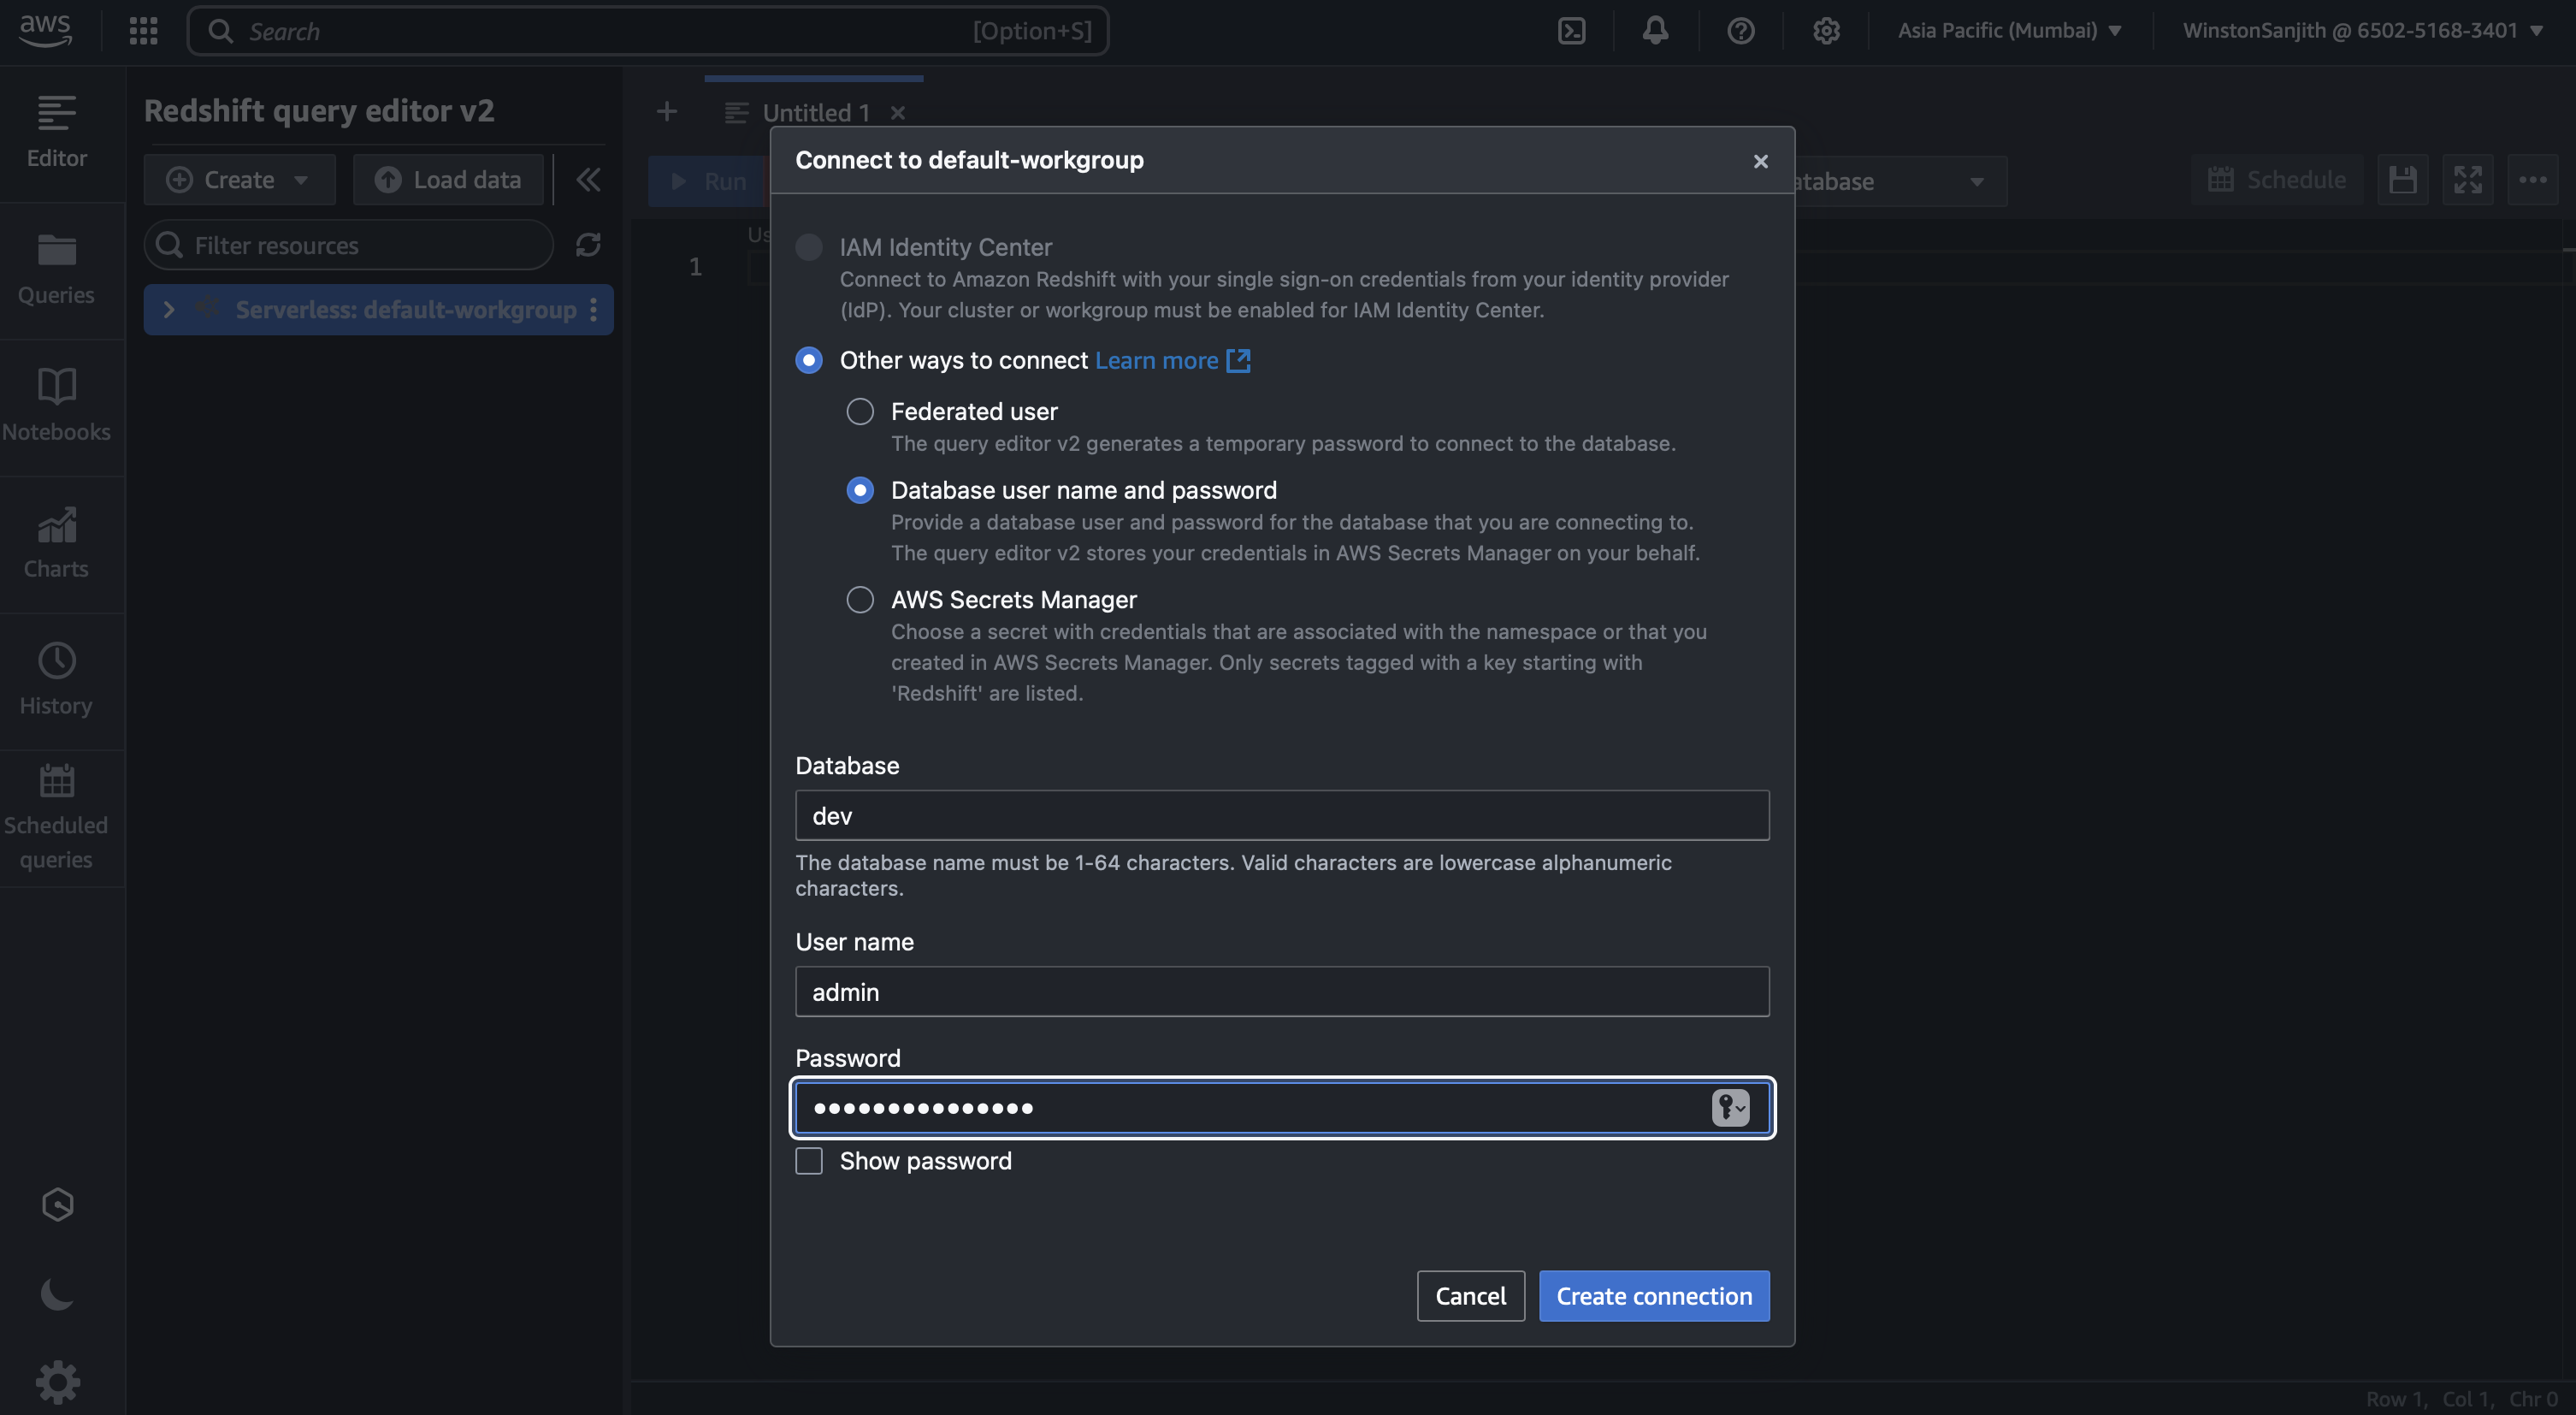 aws
Search
[Option+S]
Asia Pacific (Mumbai)
WinstonSanjith @ 6502-5168-3401
Editor
Queries
Notebooks
Charts
History
Scheduled
queries
Redshift query editor v2
Create
Load data
Filter resources
Serverless: default-workgroup
Untitled 1
Run
Schedule
1
Connect to default-workgroup
IAM Identity Center
Connect to Amazon Redshift with your single sign-on credentials from your identity provider
(IdP). Your cluster or workgroup must be enabled for IAM Identity Center.
Other ways to connect Learn more
Federated user
The query editor v2 generates a temporary password to connect to the database.
Database user name and password
Provide a database user and password for the database that you are connecting to.
The query editor v2 stores your credentials in AWS Secrets Manager on your behalf.
AWS Secrets Manager
Choose a secret with credentials that are associated with the namespace or that you
created in AWS Secrets Manager. Only secrets tagged with a key starting with
'Redshift' are listed.
Database
dev
The database name must be 1-64 characters. Valid characters are lowercase alphanumeric
characters.
User name
admin
Password
Show password
Cancel
Create connection
Row 1, Col 1, Chr 0